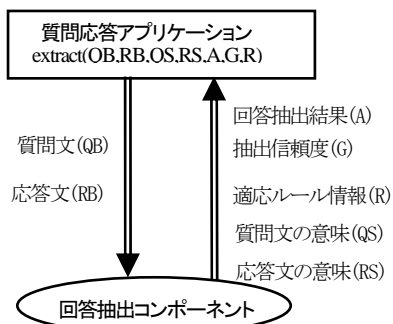 質問応答アプリケーション
extract(QB,RB,QS,RS,A,G,R)
質問文(QB)
応答文(RB)
回答抽出結果(A)
抽出信頼度(G)
適応ルール情報(R)
質問文の意味(QS)
応答文の意味(RS)
回答抽出コンポーネント